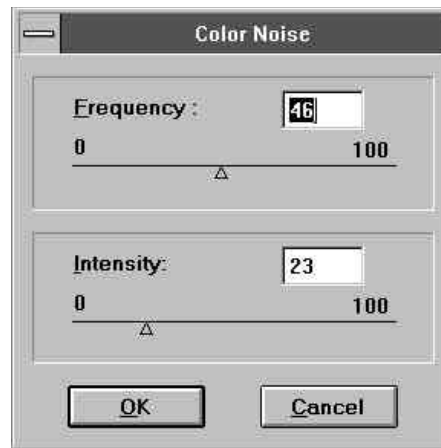 Color Noise
Frequency : 46
0 100
Intensity: 23
0 100
OK Cancel